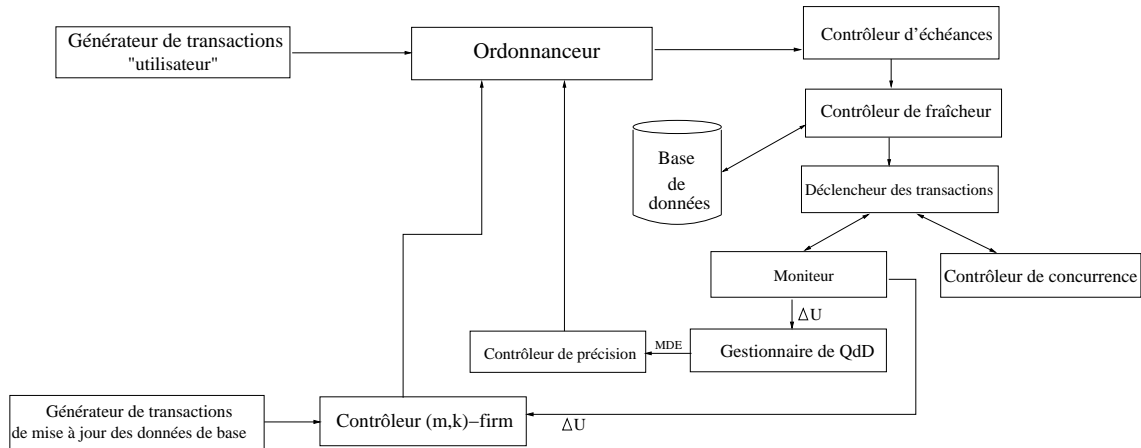 Générateur de transactions
"utilisateur"
Ordonnanceur
Contrôleur d'échéances
Contrôleur de fraîcheur
Base
de
données
Déclencheur des transactions
Moniteur
Contrôleur de concurrence
ΔU
Contrôleur de précision
MDE
Gestionnaire de QdD
Générateur de transactions
de mise à jour des données de base
Contrôleur (m,k)−firm
ΔU